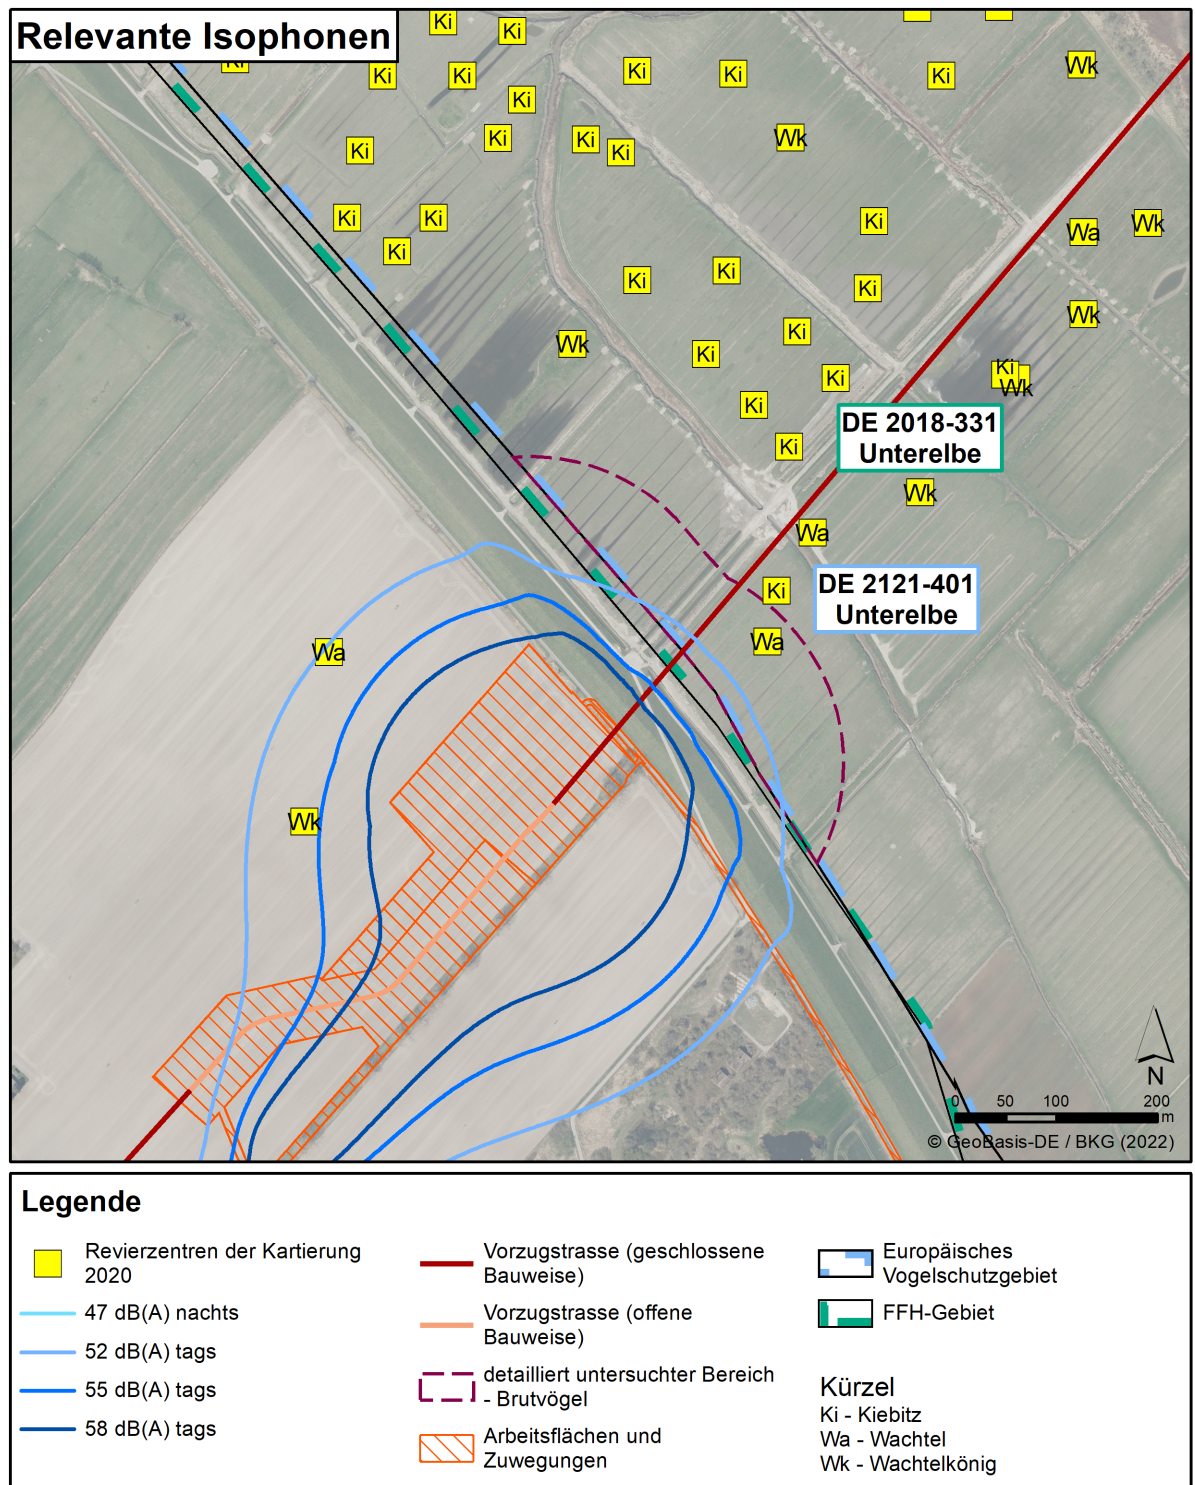 Relevante Isophonen
Ki
Ki
Ki
Ki
Ki
Ki
Ki
Ki
Wk
Ki
Ki
Ki
Ki
Wk
Ki
Ki
Ki
Ki
Ki
Ki
Wa
Wk
Ki
Ki
Ki
Ki
Wk
Wk
Ki
Ki
Ki
Wk
Ki
Ki
DE 2018-331
Unterelbe
Ki
Wk
Wa
DE 2121-401
Unterelbe
Ki
Wa
Wa
Wk
N
0 50 100 200
m
© GeoBasis-DE / BKG (2022)
Legende
Revierzentren der Kartierung
2020
47 dB(A) nachts
52 dB(A) tags
55 dB(A) tags
58 dB(A) tags
Vorzugstrasse (geschlossene
Bauweise)
Vorzugstrasse (offene
Bauweise)
detailliert untersuchter Bereich
- Brutvögel
Arbeitsflächen und
Zuwegungen
Europäisches
Vogelschutzgebiet
FFH-Gebiet
Kürzel
Ki - Kiebitz
Wa - Wachtel
Wk - Wachtelkönig